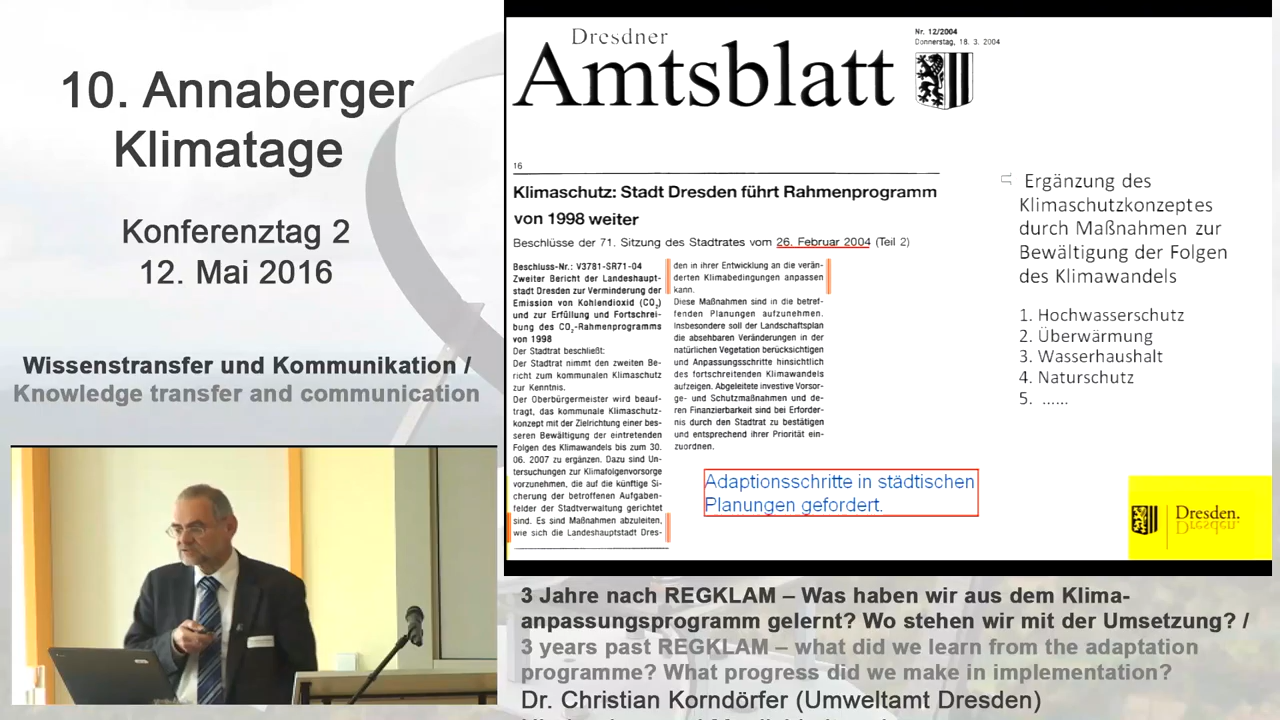 10. Annaberger
Klimatage
Konferenztag 2
12. Mai 2016
Wissenstransfer und Kommunikation /
Knowledge transfer and communication
Dresdner
Amtsblatt
Nr. 12/2004
Donnerstag, 18. 3. 2004
16
Klimaschutz: Stadt Dresden führt Rahmenprogramm
von 1998 weiter
Beschlüsse der 71. Sitzung des Stadtrates vom 26. Februar 2004 (Teil 2)
Beschluss-Nr.: V3781-SR71-04
Zweiter Bericht der Landeshaupt-
stadt Dresden zur Verminderung der
Emission von Kohlendioxid (CO₂)
und zur Erfüllung und Fortschrei-
bung des CO₂-Rahmenprogramms
von 1998
Der Stadtrat beschließt:
Der Stadtrat nimmt den zweiten Be-
richt zum kommunalen Klimaschutz
zur Kenntnis.
Der Oberbürgermeister wird beauf-
tragt, das kommunale Klimaschutz-
konzept mit der Zielrichtung einer bes-
seren Bewältigung der eintretenden
Folgen des Klimawandels bis zum 30.
06. 2007 zu ergänzen. Dazu sind Un-
tersuchungen zur Klimafolgenvorsorge
vorzunehmen, die auf die künftige Si-
cherung der betroffenen Aufgaben-
felder der Stadtverwaltung gerichtet
sind. Es sind Maßnahmen abzuleiten,
wie sich die Landeshauptstadt Dres-
den in ihrer Entwicklung an die verän-
derten Klimabedingungen anpassen
kann.
Diese Maßnahmen sind in die betref-
fenden Planungen aufzunehmen.
Insbesondere soll der Landschaftsplan
die absehbaren Veränderungen in der
natürlichen Vegetation berücksichtigen
und Anpassungsschritte hinsichtlich
des fortschreitenden Klimawandels
aufzeigen. Abgeleitete investive Vorsor-
ge- und Schutzmaßnahmen und de-
ren Finanzierbarkeit sind bei Erforder-
nis durch den Stadtrat zu bestätigen
und entsprechend ihrer Priorität ein-
zuordnen.
Adaptionsschritte in städtischen
Planungen gefordert.
Ergänzung des
Klimaschutzkonzeptes
durch Maßnahmen zur
Bewältigung der Folgen
des Klimawandels
1. Hochwasserschutz
2. Überwärmung
3. Wasserhaushalt
4. Naturschutz
5. ......
Dresden.
Dresden.
3 Jahre nach REGKLAM – Was haben wir aus dem Klima-
anpassungsprogramm gelernt? Wo stehen wir mit der Umsetzung? /
3 years past REGKLAM – what did we learn from the adaptation
programme? What progress did we make in implementation?
Dr. Christian Korndörfer (Umweltamt Dresden)